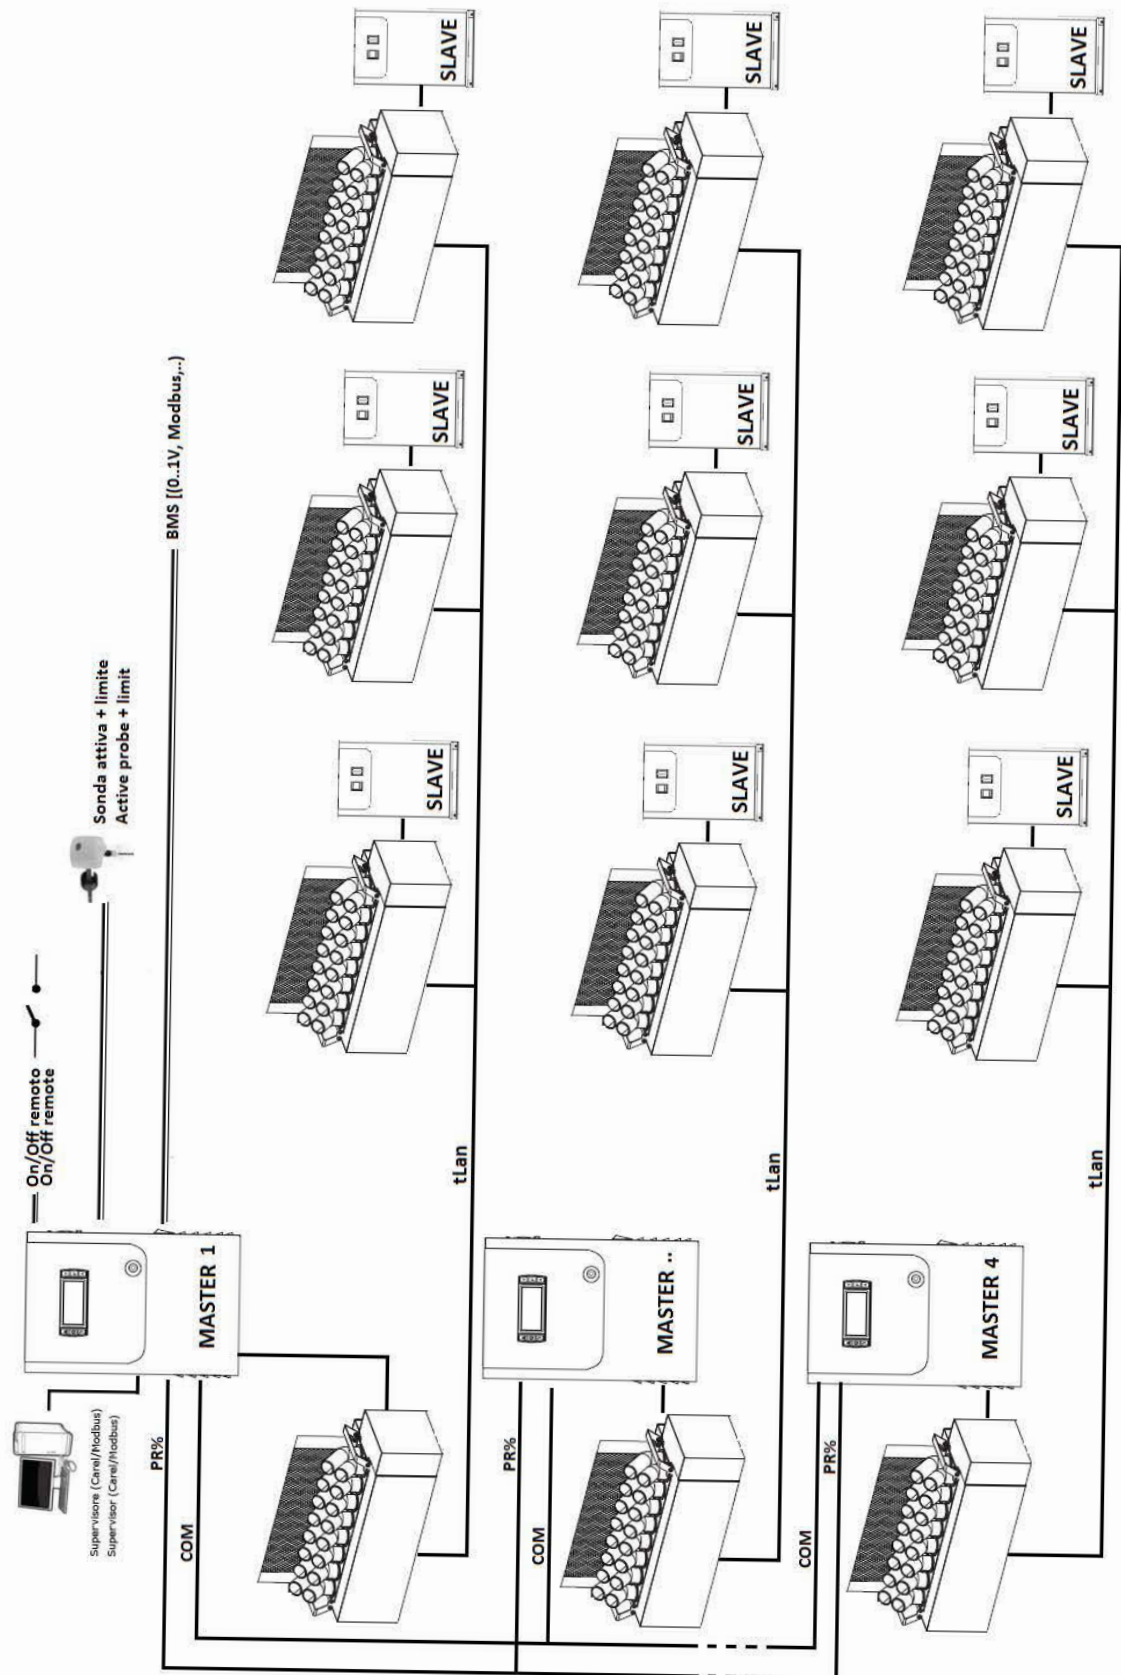 On/Off remoto
On/Off remote
Sonda attiva + limite
Active probe + limit
BMS [(0..1V, Modbus,..)
Supervisore (Carel/Modbus)
Supervisor (Carel/Modbus)
MASTER 1
PR%
COM
tLan
SLAVE
SLAVE
SLAVE
MASTER ..
PR%
COM
tLan
SLAVE
SLAVE
SLAVE
MASTER 4
PR%
COM
tLan
SLAVE
SLAVE
SLAVE